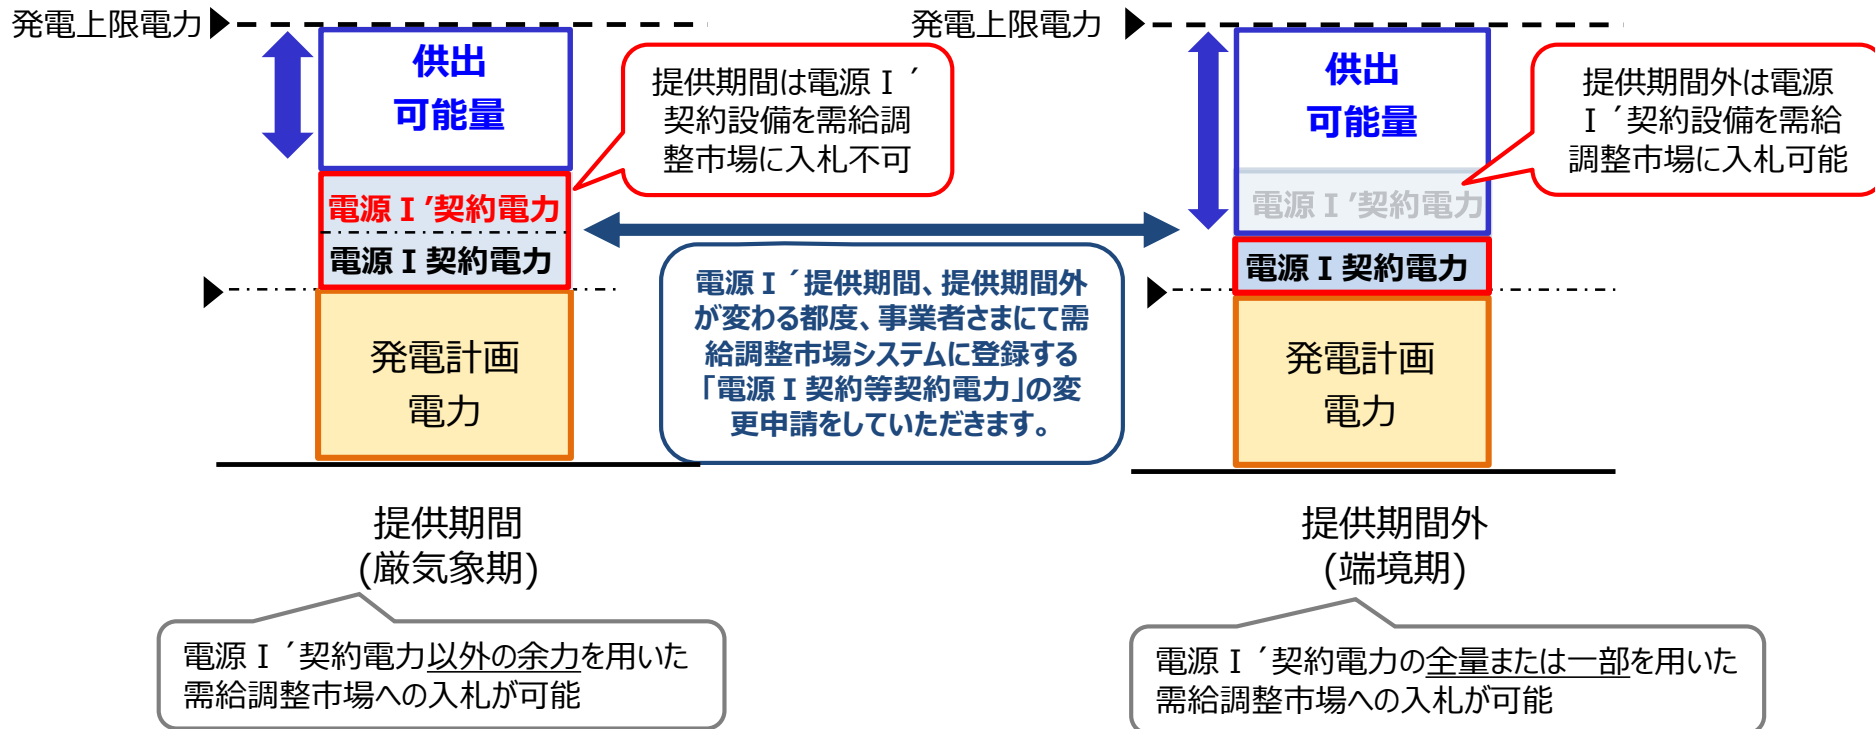 発電上限電力
供出
可能量
提供期間は電源Ⅰ´
契約設備を需給調
整市場に入札不可
電源Ⅰ’契約電力
電源Ⅰ契約電力
発電計画
電力
提供期間
(厳気象期)
電源Ⅰ´契約電力以外の余力を用いた
需給調整市場への入札が可能
電源Ⅰ´提供期間、提供期間外
が変わる都度、事業者さまにて需
給調整市場システムに登録する
「電源Ⅰ契約等契約電力」の変
更申請をしていただきます。
発電上限電力
供出
可能量
提供期間外は電源
Ⅰ´契約設備を需給
調整市場に入札可能
電源Ⅰ’契約電力
電源Ⅰ契約電力
発電計画
電力
提供期間外
(端境期)
電源Ⅰ´契約電力の全量または一部を用いた
需給調整市場への入札が可能